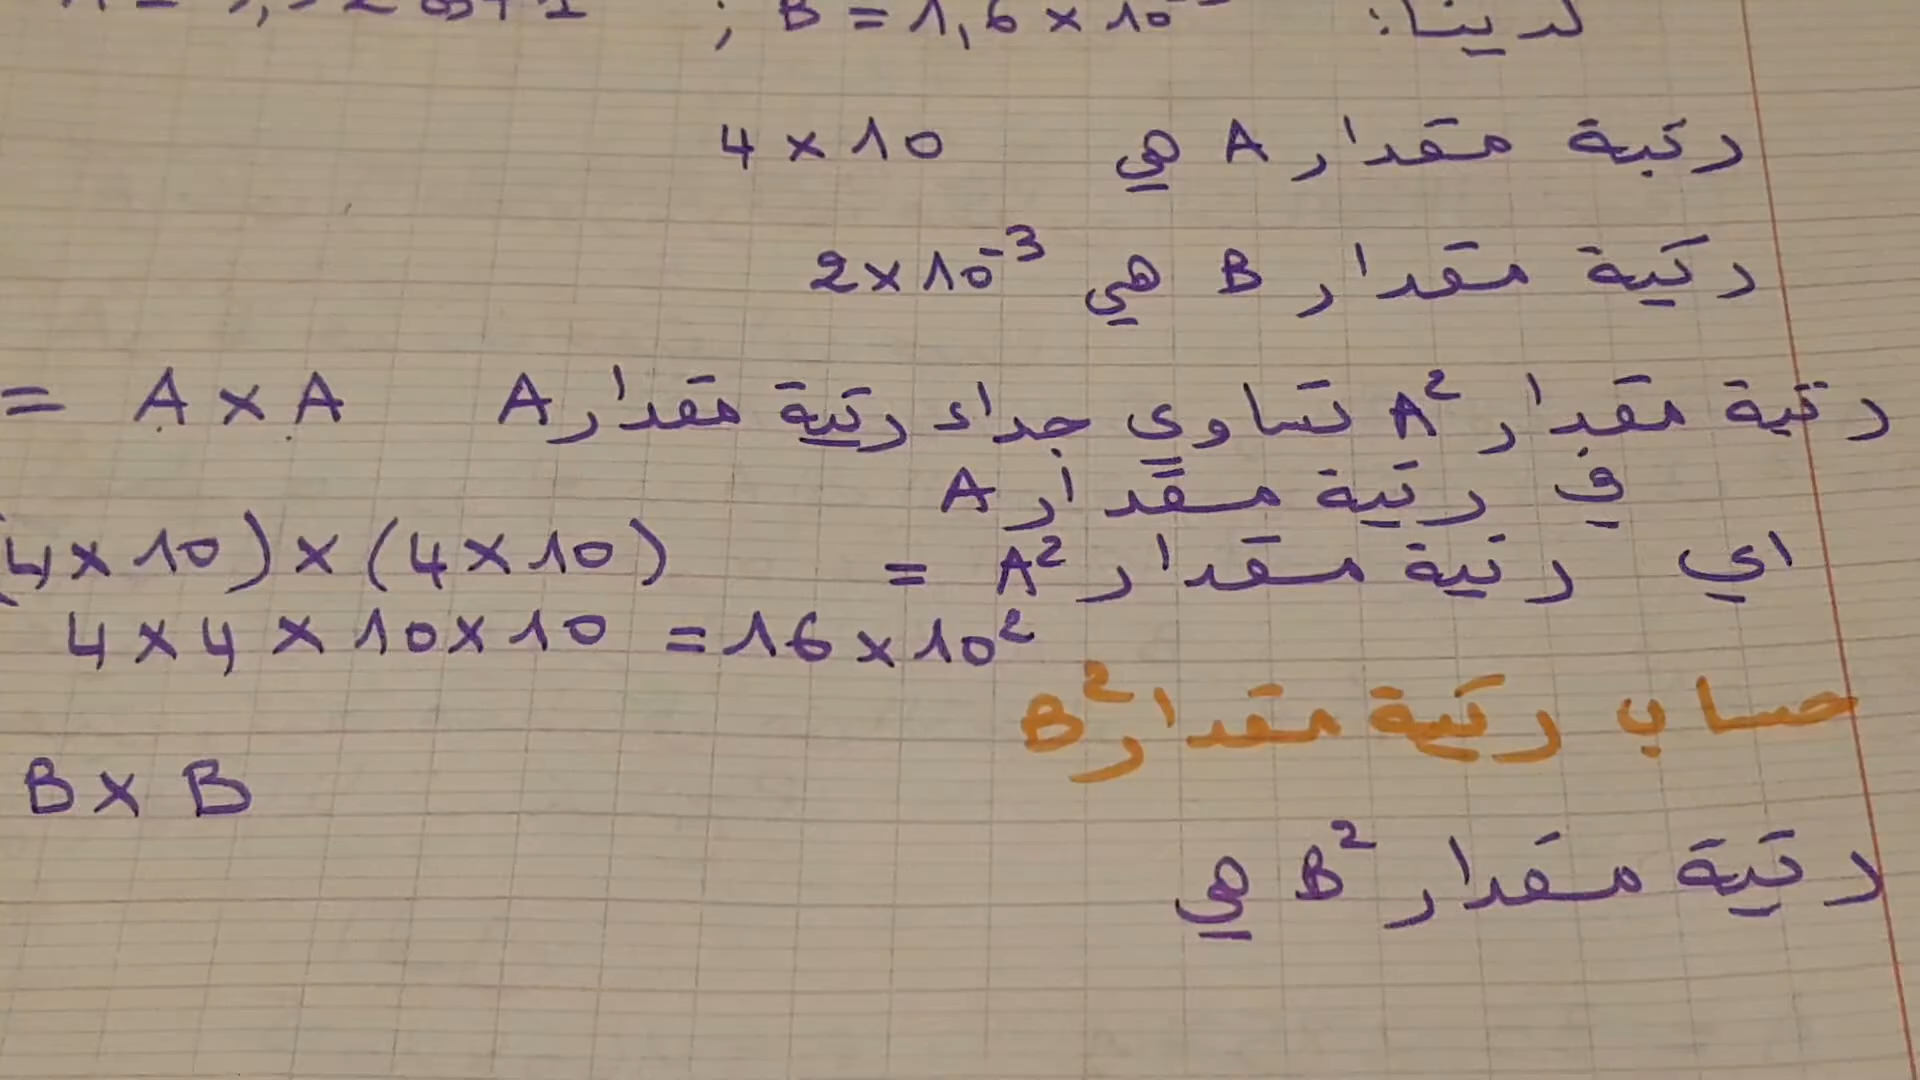 لدينا: B = 1,6 × 10 ;
رتبة مقدار A هي 4 × 10
رتبة مقدار B هي 2 × 10⁻³
رتبة مقدار A² تساوي جداء رتبة مقدار A A × A =
في رتبة مقدار A
اي رتبة مقدار A² = (4 × 10) × (4 × 10)
4 × 4 × 10 × 10 = 16 × 10²
حساب رتبة مقدار B²
B × B
رتبة مقدار B² هي